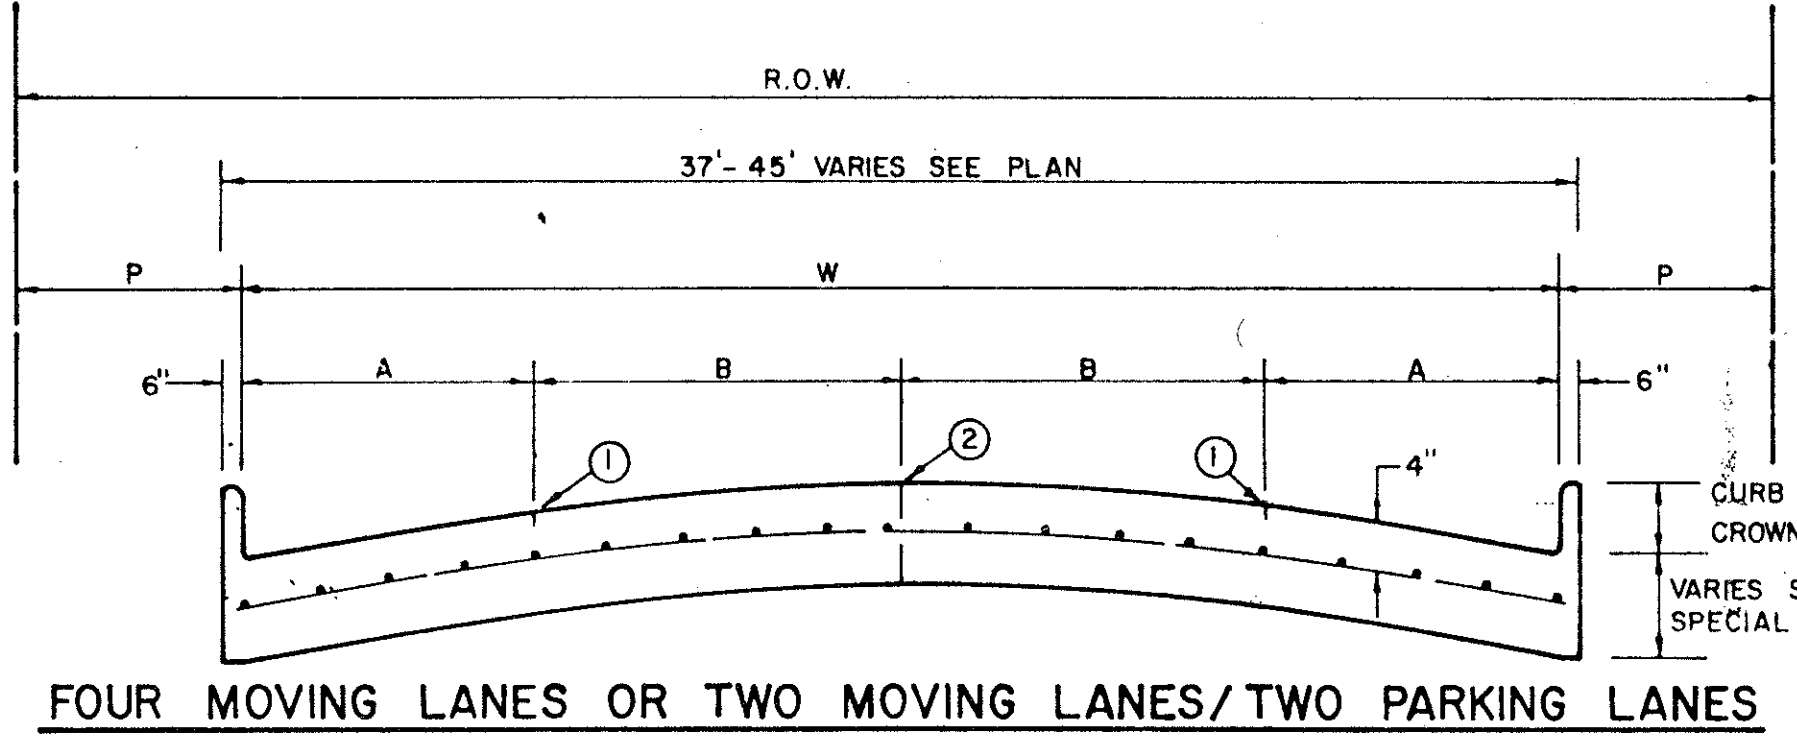 R.O.W.
37'- 45' VARIES SEE PLAN
P W P
6" A B B A 6"
1 2 1 4"
CURB
CROWN
VARIES
SPECIAL
FOUR MOVING LANES OR TWO MOVING LANES/TWO PARKING LANES